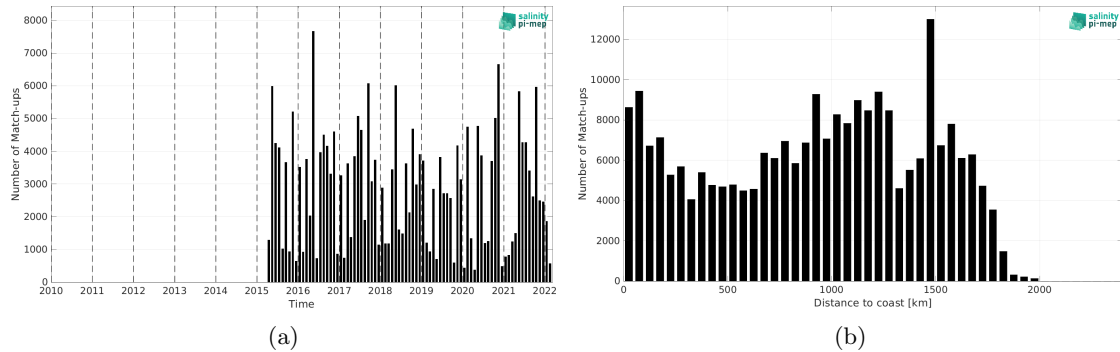 8000
7000
6000
5000
4000
3000
2000
1000
0
Number of Match-ups
2010 2011 2012 2013 2014 2015 2016 2017 2018 2019 2020 2021 2022
Time
salinity
pi-mep
(a)
12000
10000
8000
6000
4000
2000
0
Number of Match-ups
0 500 1000 1500 2000
Distance to coast [km]
salinity
pi-mep
(b)